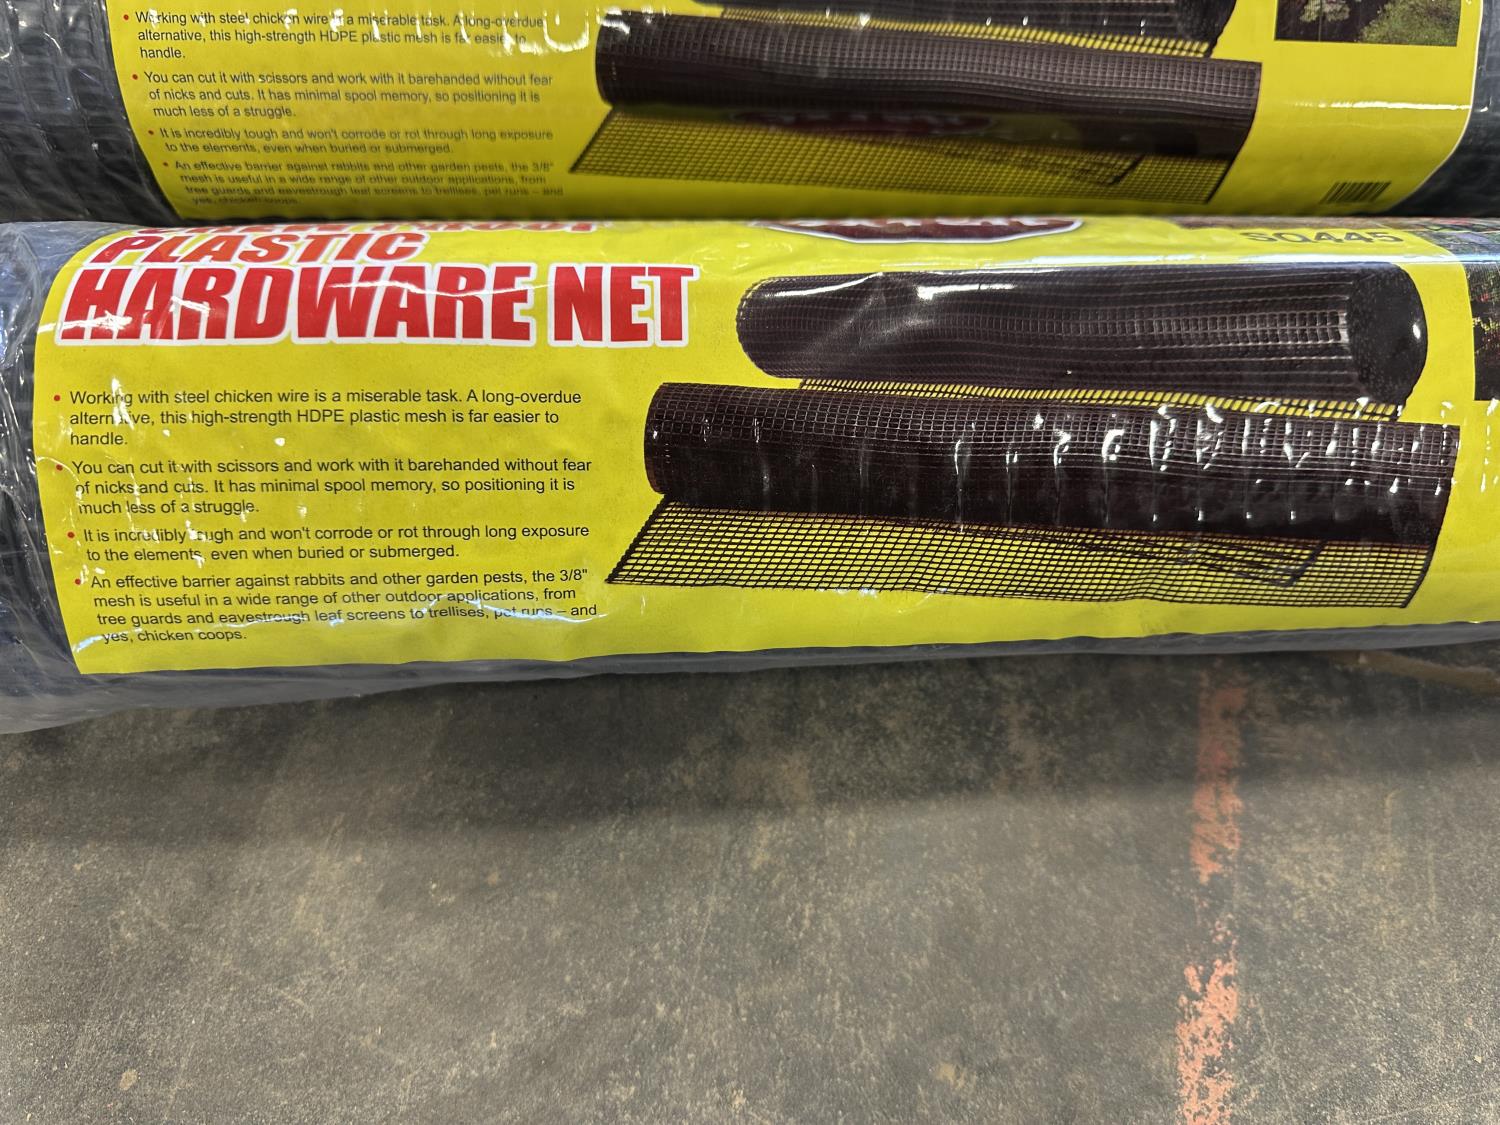 Working with steel chicken wire is a miserable task. A long-overdue
alternative, this high-strength HDPE plastic mesh is far easier to
handle.
You can cut it with scissors and work with it barehanded without fear
of nicks and cuts. It has minimal spool memory, so positioning it is
much less of a struggle.
It is incredibly tough and won't corrode or rot through long exposure
to the elements, even when buried or submerged.
An effective barrier against rabbits and other garden pests, the 3/8"
mesh is useful in a wide range of other outdoor applications, from
tree guards and eavestrough leaf screens to trellises, pet runs – and
yes, chicken coops.
PLASTIC
HARDWARE NET
SQ445
Working with steel chicken wire is a miserable task. A long-overdue
alternative, this high-strength HDPE plastic mesh is far easier to
handle.
You can cut it with scissors and work with it barehanded without fear
of nicks and cuts. It has minimal spool memory, so positioning it is
much less of a struggle.
It is incredibly tough and won't corrode or rot through long exposure
to the elements, even when buried or submerged.
An effective barrier against rabbits and other garden pests, the 3/8"
mesh is useful in a wide range of other outdoor applications, from
tree guards and eavestrough leaf screens to trellises, pet runs – and
yes, chicken coops.